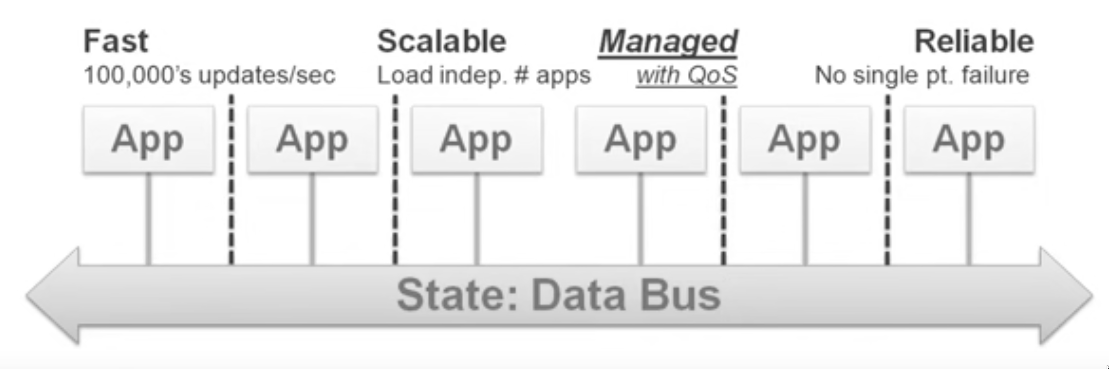 Fast
100,000's updates/sec
Scalable
Load indep. # apps
Managed
with QoS
Reliable
No single pt. failure
App
App
App
App
App
App
State: Data Bus